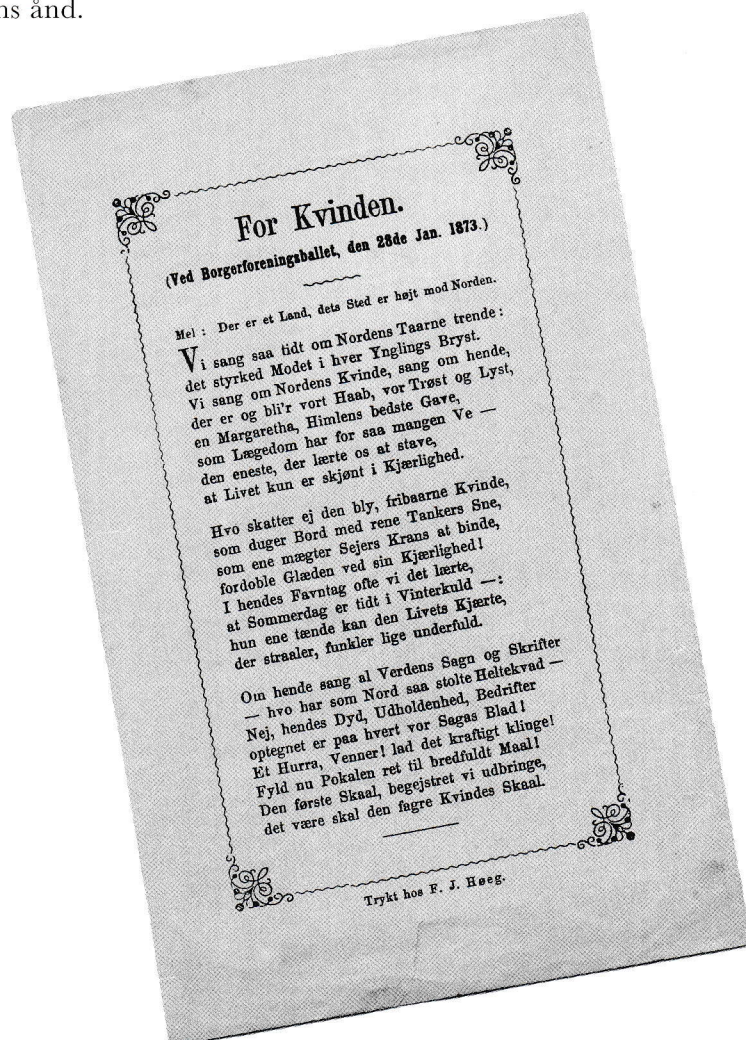 ns ånd.
For Kvinden.
(Ved Borgerforeningsballet, den 28de Jan. 1873.)
Mel : Der er et Land, dets Sted er højt mod Norden.
Vi sang saa tidt om Nordens Taarne trende:
det styrked Modet i hver Ynglings Bryst.
Vi sang om Nordens Kvinde, sang om hende,
der er og bli'r vort Haab, vor Trøst og Lyst,
en Margaretha, Himlens bedste Gave,
som Lægedom har for saa mangen Ve —
den eneste, der lærte os at stave,
at Livet kun er skjønt i Kjærlighed.
Hvo skatter ej den bly, fribaarne Kvinde,
som duger Bord med rene Tankers Sne,
som ene mægter Sejers Krans at binde,
fordoble Glæden ved sin Kjærlighed!
I hendes Favntag ofte vi det lærte,
at Sommerdag er tidt i Vinterkuld —:
hun ene tænde kan den Livets Kjærte,
der straaler, funkler lige underfuld.
Om hende sang al Verdens Sagn og Skrifter
— hvo har som Nord saa stolte Heltekvad —
Nej, hendes Dyd, Udholdenhed, Bedrifter
optegnet er paa hvert vor Sagas Blad!
Et Hurra, Venner! lad det kraftigt klinge!
Fyld nu Pokalen ret til bredfuldt Maal!
Den første Skaal, begejstret vi udbringe,
det være skal den fagre Kvindes Skaal.
Trykt hos F. J. Høeg.